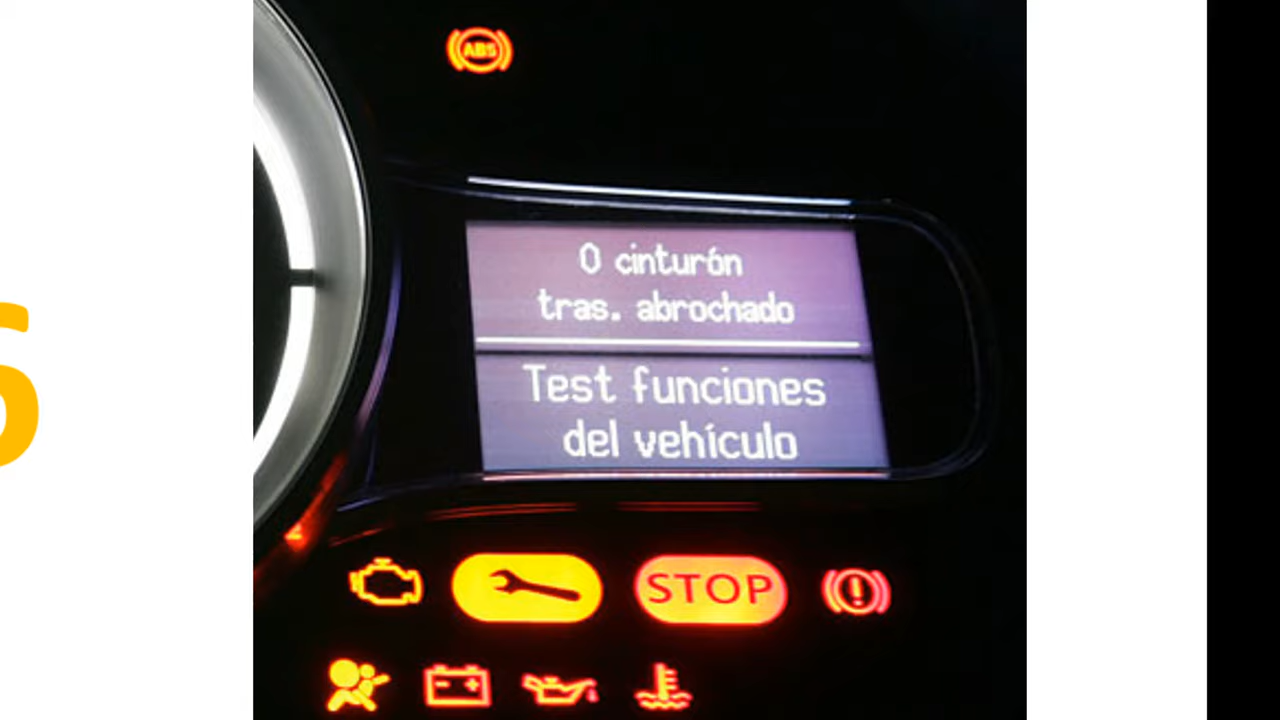 ABS
0 cinturón
tras. abrochado
Test funciones
del vehículo
STOP